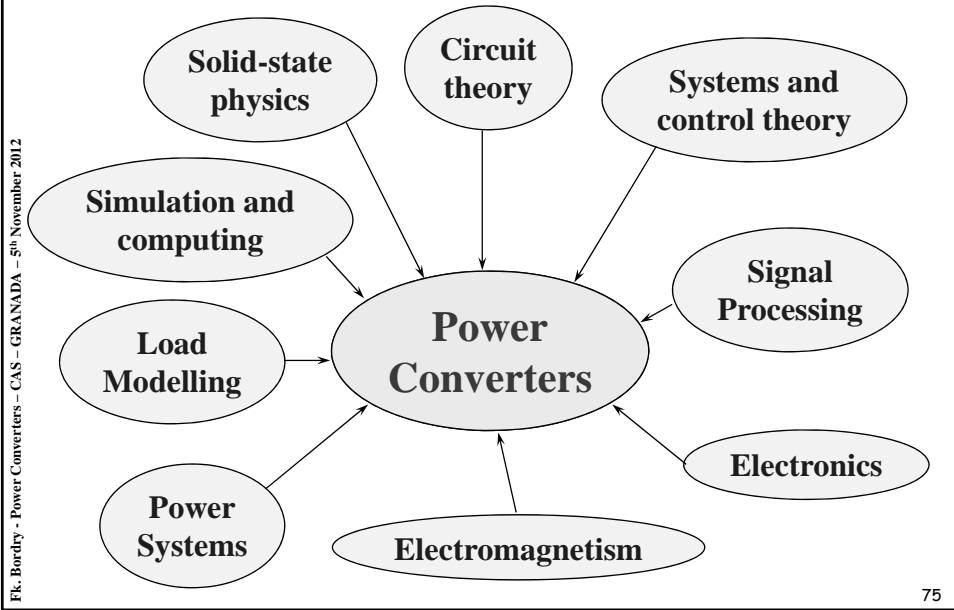 Circuit
theory
Solid-state
physics
Systems and
control theory
Simulation and
computing
Signal
Processing
Power
Converters
Load
Modelling
Electronics
Power
Systems
Electromagnetism
Fk. Bordry - Power Converters – CAS – GRANADA – 5th November 2012
75